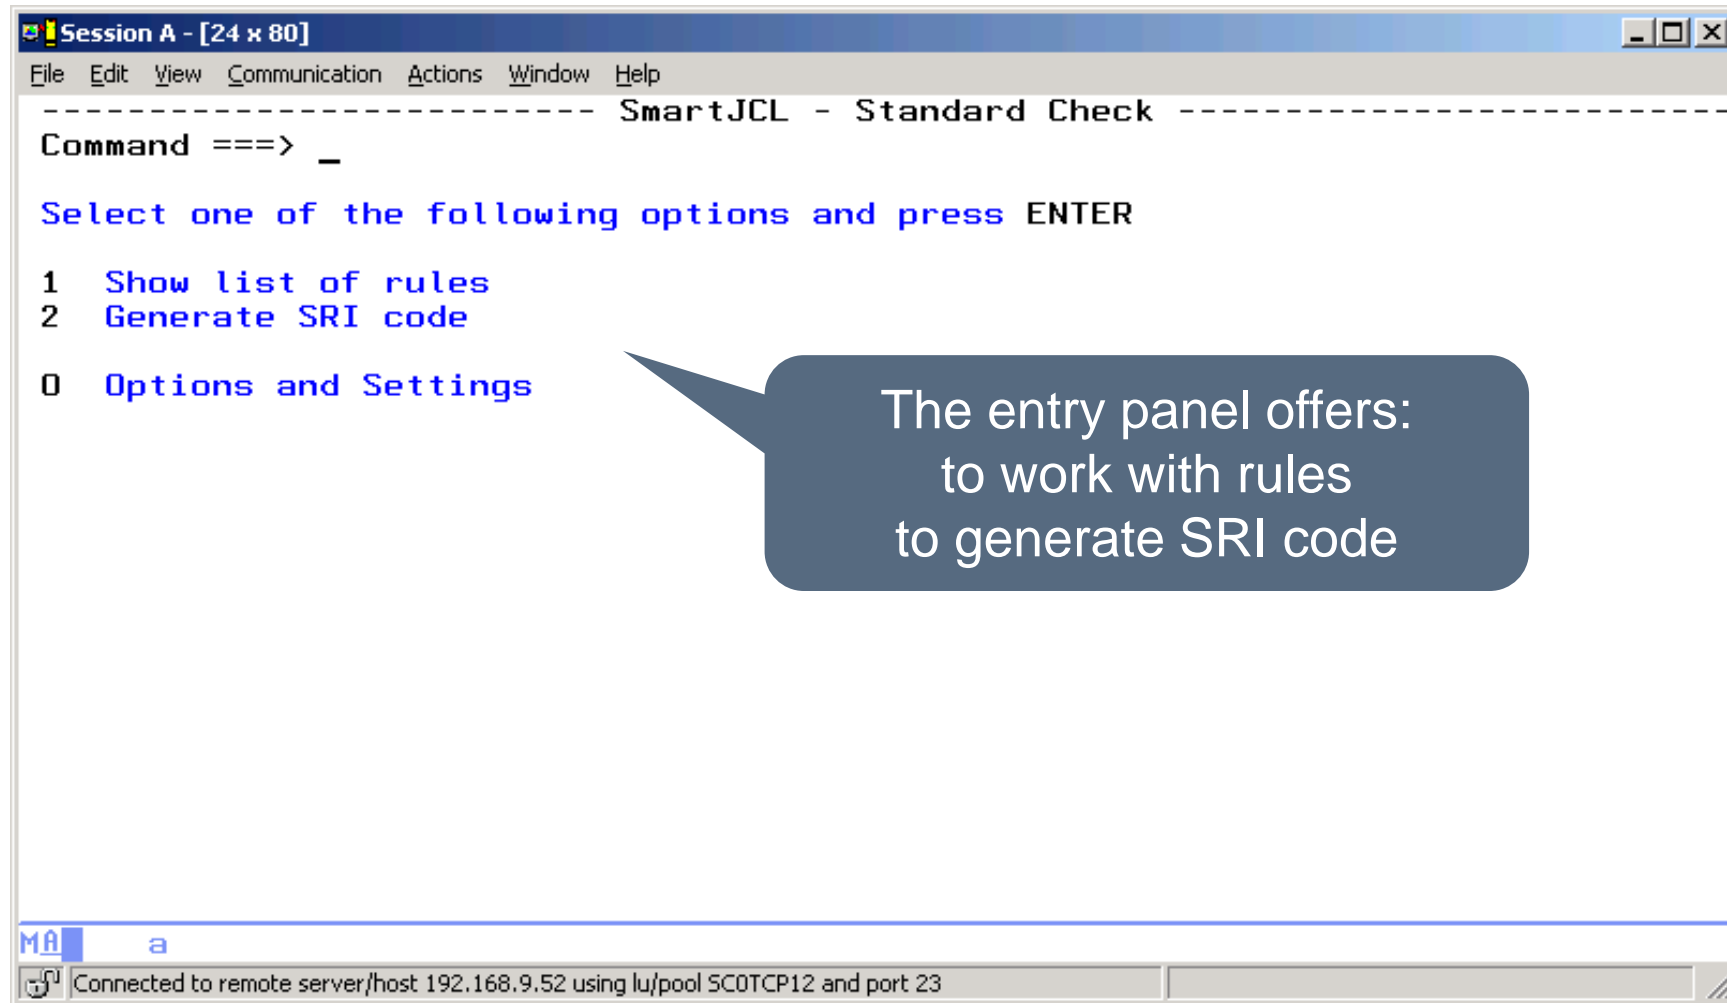 Session A - [24 x 80]
File Edit View Communication Actions Window Help
-------------------------- SmartJCL - Standard Check --------------------------
Command ===> _
Select one of the following options and press ENTER
1 Show list of rules
2 Generate SRI code
O Options and Settings
The entry panel offers:
to work with rules
to generate SRI code
MA a
Connected to remote server/host 192.168.9.52 using lu/pool SC0TCP12 and port 23